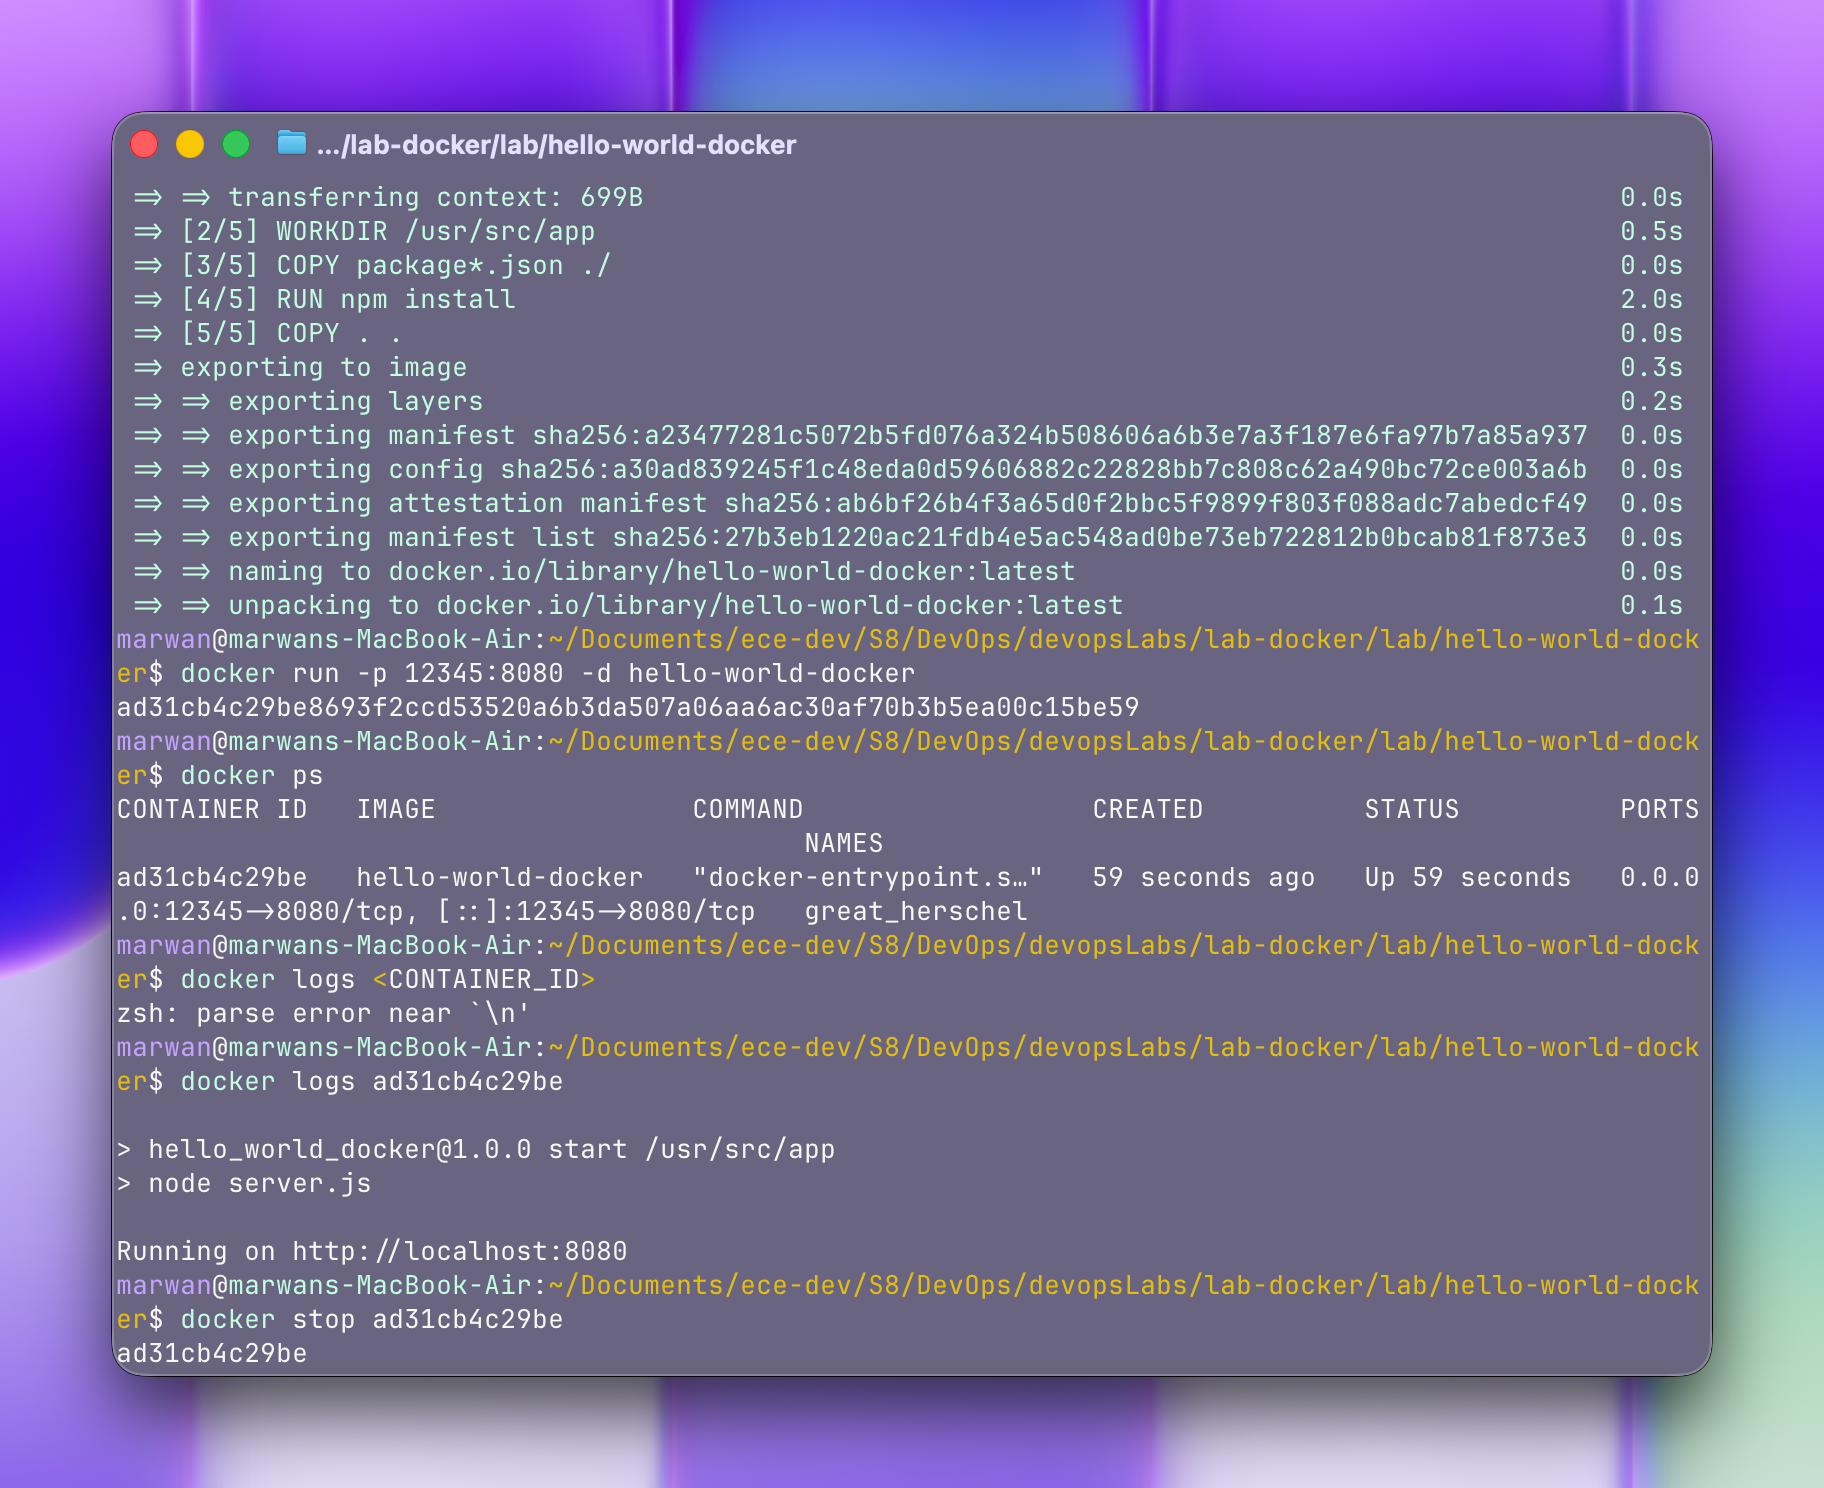 .../lab-docker/lab/hello-world-docker
=> => transferring context: 699B 0.0s
=> [2/5] WORKDIR /usr/src/app 0.5s
=> [3/5] COPY package*.json ./ 0.0s
=> [4/5] RUN npm install 2.0s
=> [5/5] COPY . . 0.0s
=> exporting to image 0.3s
=> => exporting layers 0.2s
=> => exporting manifest sha256:a23477281c5072b5fd076a324b508606a6b3e7a3f187e6fa97b7a85a937 0.0s
=> => exporting config sha256:a30ad839245f1c48eda0d59606882c22828bb7c808c62a490bc72ce003a6b 0.0s
=> => exporting attestation manifest sha256:ab6bf26b4f3a65d0f2bbc5f9899f803f088adc7abedcf49 0.0s
=> => exporting manifest list sha256:27b3eb1220ac21fdb4e5ac548ad0be73eb722812b0bcab81f873e3 0.0s
=> => naming to docker.io/library/hello-world-docker:latest 0.0s
=> => unpacking to docker.io/library/hello-world-docker:latest 0.1s
marwan@marwans-MacBook-Air:~/Documents/ece-dev/S8/DevOps/devopsLabs/lab-docker/lab/hello-world-dock
er$ docker run -p 12345:8080 -d hello-world-docker
ad31cb4c29be8693f2ccd53520a6b3da507a06aa6ac30af70b3b5ea00c15be59
marwan@marwans-MacBook-Air:~/Documents/ece-dev/S8/DevOps/devopsLabs/lab-docker/lab/hello-world-dock
er$ docker ps
CONTAINER ID IMAGE COMMAND CREATED STATUS PORTS
NAMES
ad31cb4c29be hello-world-docker "docker-entrypoint.s…" 59 seconds ago Up 59 seconds 0.0.0
.0:12345->8080/tcp, [::]:12345->8080/tcp great_herschel
marwan@marwans-MacBook-Air:~/Documents/ece-dev/S8/DevOps/devopsLabs/lab-docker/lab/hello-world-dock
er$ docker logs <CONTAINER_ID>
zsh: parse error near `\n'
marwan@marwans-MacBook-Air:~/Documents/ece-dev/S8/DevOps/devopsLabs/lab-docker/lab/hello-world-dock
er$ docker logs ad31cb4c29be
> hello_world_docker@1.0.0 start /usr/src/app
> node server.js
Running on http://localhost:8080
marwan@marwans-MacBook-Air:~/Documents/ece-dev/S8/DevOps/devopsLabs/lab-docker/lab/hello-world-dock
er$ docker stop ad31cb4c29be
ad31cb4c29be